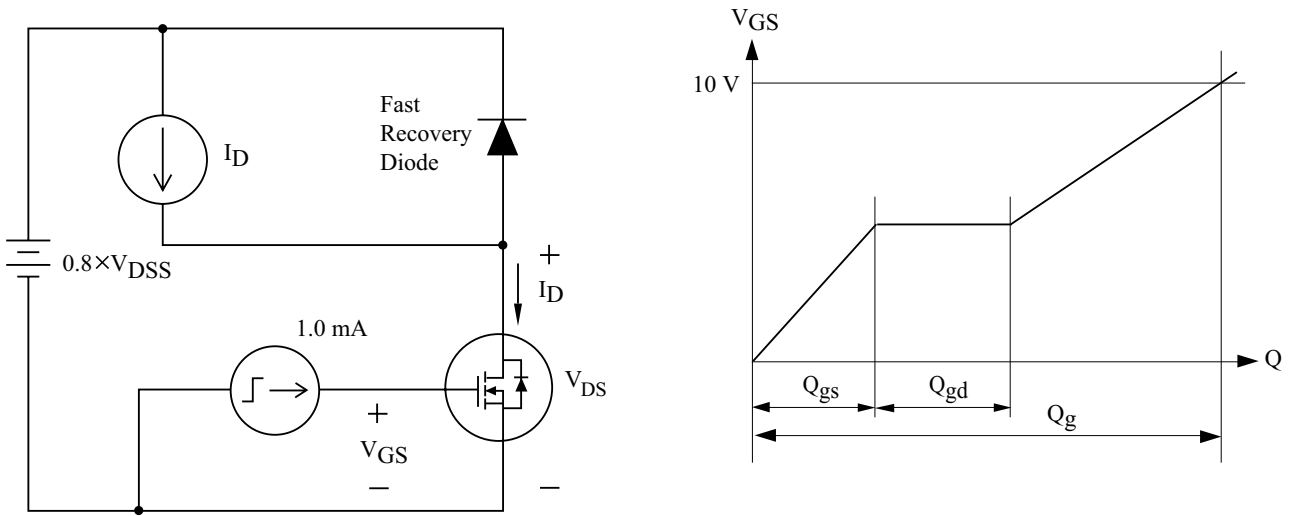 Fast
Recovery
Diode
I_D
0.8×V_DSS
+
I_D
1.0 mA
V_DS
+
V_GS
−
−
V_GS
10 V
Q
Q_gs
Q_gd
Q_g